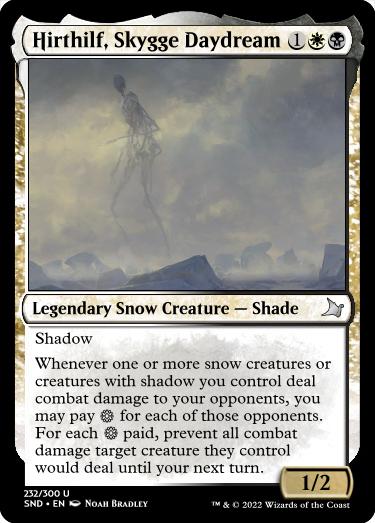 Hirthilf, Skygge Daydream 1
Legendary Snow Creature — Shade
Shadow
Whenever one or more snow creatures or
creatures with shadow you control deal
combat damage to your opponents, you
may pay for each of those opponents.
For each paid, prevent all combat
damage target creature they control
would deal until your next turn.
1/2
232/300 U
SND • EN Noah Bradley
™ & © 2022 Wizards of the Coast